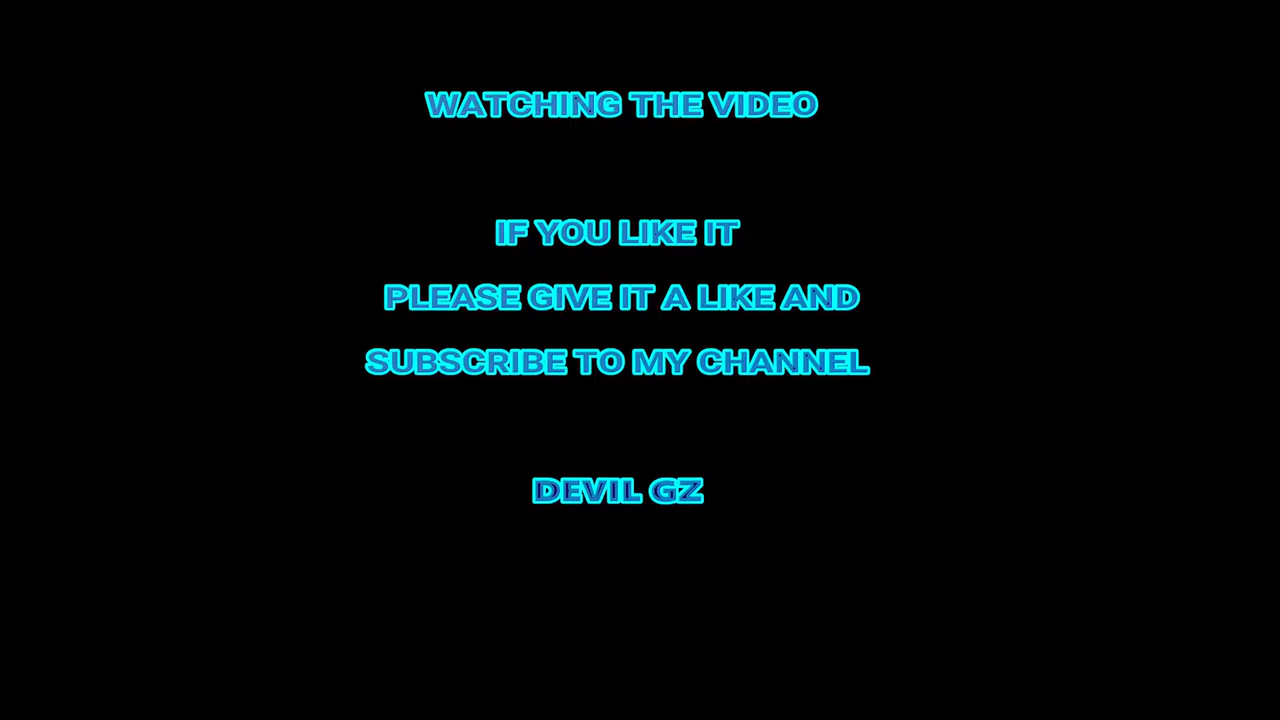 WATCHING THE VIDEO
IF YOU LIKE IT
PLEASE GIVE IT A LIKE AND
SUBSCRIBE TO MY CHANNEL
DEVIL GZ